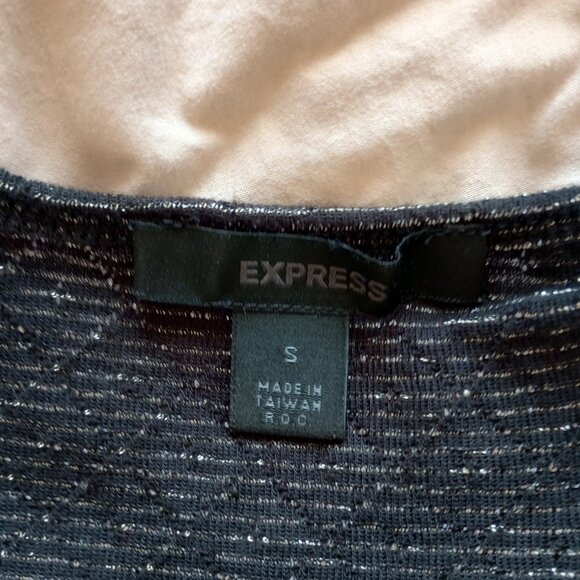 EXPRESS
S
MADE IN
TAIWAN
R.O.C